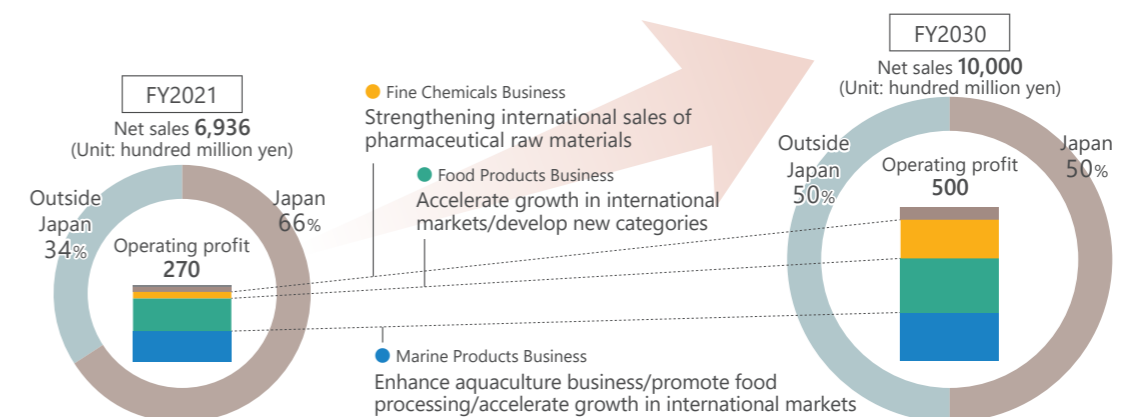 FY2021
Net sales 6,936
(Unit: hundred million yen)
Outside
Japan
34%
Japan
66%
Operating profit
270
Fine Chemicals Business
Strengthening international sales of
pharmaceutical raw materials
Food Products Business
Accelerate growth in international
markets/develop new categories
Marine Products Business
Enhance aquaculture business/promote food
processing/accelerate growth in international markets
FY2030
Net sales 10,000
(Unit: hundred million yen)
Outside
Japan
50%
Japan
50%
Operating profit
500